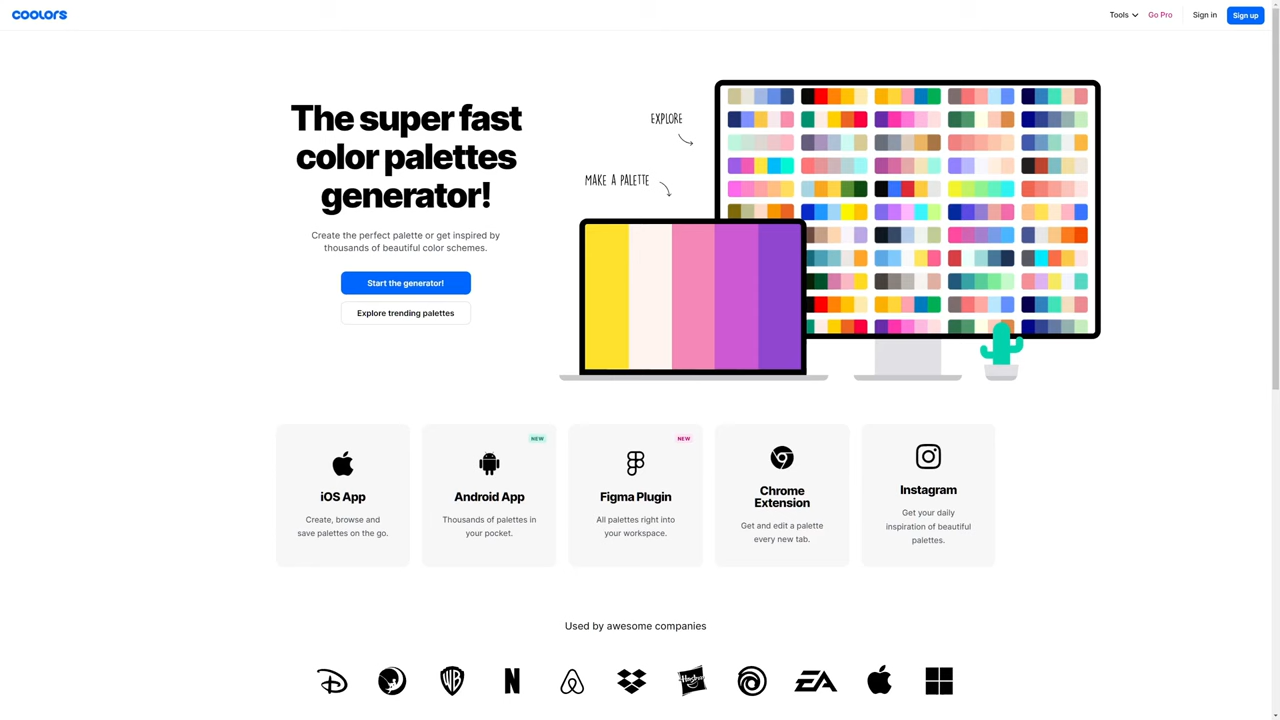 coolors
Tools
Go Pro
Sign in
Sign up
The super fast
color palettes
generator!
Create the perfect palette or get inspired by
thousands of beautiful color schemes.
Start the generator!
Explore trending palettes
EXPLORE
MAKE A PALETTE
iOS App
Create, browse and
save palettes on the go.
NEW
Android App
Thousands of palettes in
your pocket.
NEW
Figma Plugin
All palettes right into
your workspace.
Chrome
Extension
Get and edit a palette
every new tab.
Instagram
Get your daily
inspiration of beautiful
palettes.
Used by awesome companies
D
WB
N
Hasbro
EA